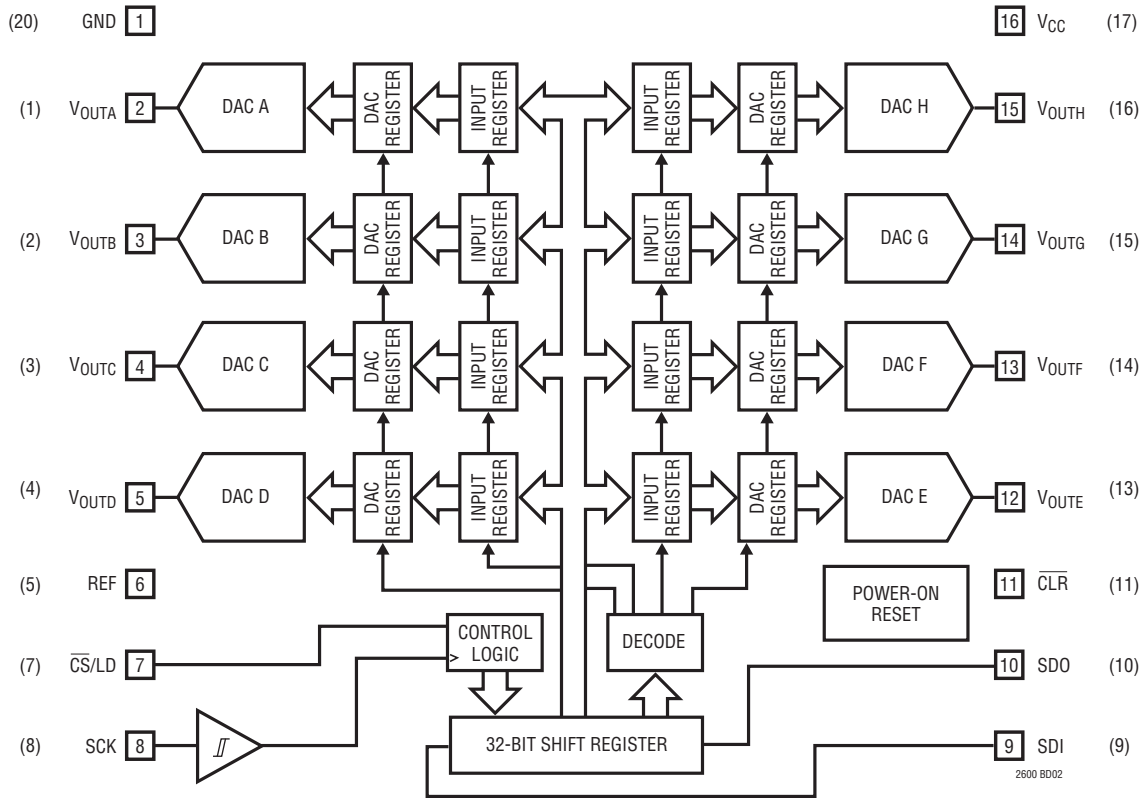 (20) GND 1 16 VCC (17)
(1) VOUTA 2 DAC A DAC REGISTER INPUT REGISTER INPUT REGISTER DAC REGISTER DAC H 15 VOUTH (16)
(2) VOUTB 3 DAC B DAC REGISTER INPUT REGISTER INPUT REGISTER DAC REGISTER DAC G 14 VOUTG (15)
(3) VOUTC 4 DAC C DAC REGISTER INPUT REGISTER INPUT REGISTER DAC REGISTER DAC F 13 VOUTF (14)
(4) VOUTD 5 DAC D DAC REGISTER INPUT REGISTER INPUT REGISTER DAC REGISTER DAC E 12 VOUTE (13)
(5) REF 6 POWER-ON RESET 11 C̅L̅R̅ (11)
(7) C̅S̅/LD 7 CONTROL LOGIC DECODE 10 SDO (10)
(8) SCK 8 32-BIT SHIFT REGISTER 9 SDI (9)
2600 BD02